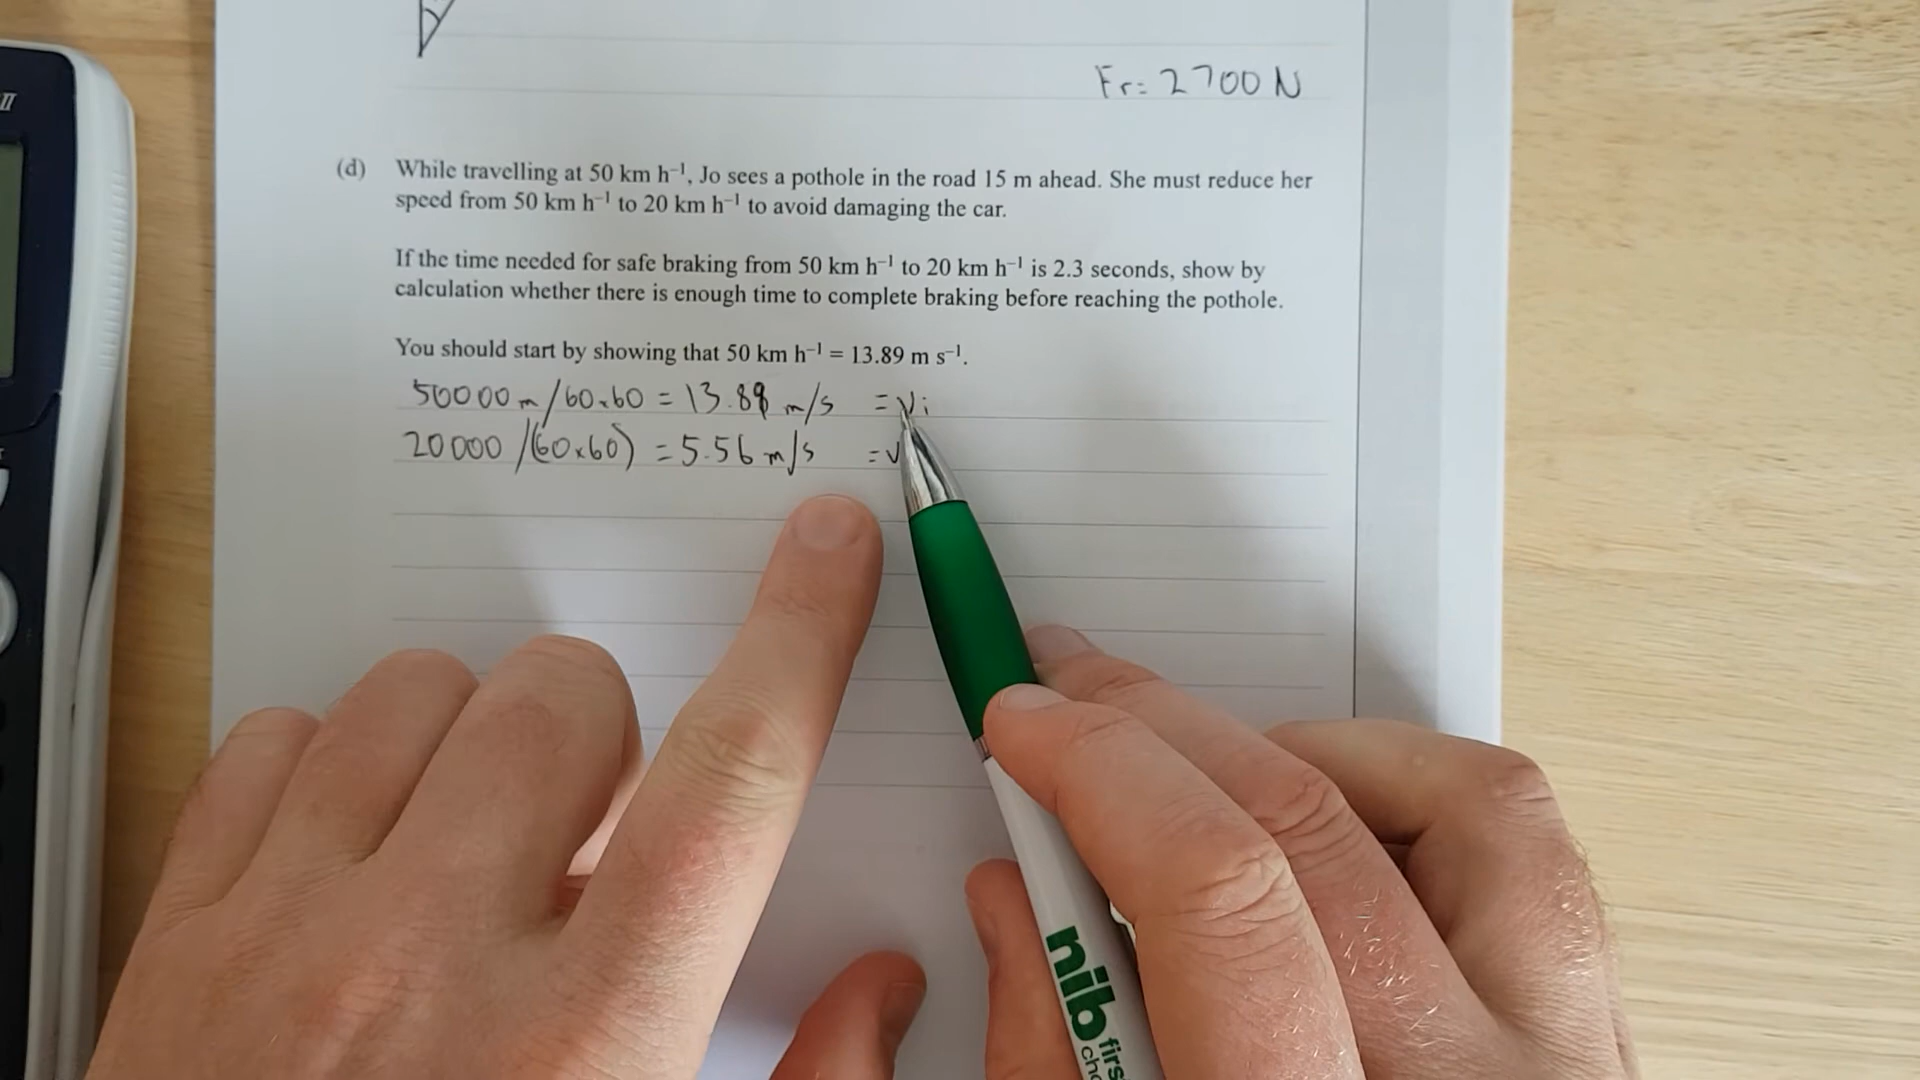 II
Fr= 2700 N
(d) While travelling at 50 km h⁻¹, Jo sees a pothole in the road 15 m ahead. She must reduce her
speed from 50 km h⁻¹ to 20 km h⁻¹ to avoid damaging the car.
If the time needed for safe braking from 50 km h⁻¹ to 20 km h⁻¹ is 2.3 seconds, show by
calculation whether there is enough time to complete braking before reaching the pothole.
You should start by showing that 50 km h⁻¹ = 13.89 m s⁻¹.
50000 m/60×60 = 13.89 m/s = vi
20000 /(60×60) = 5.56 m/s = v
nib
first